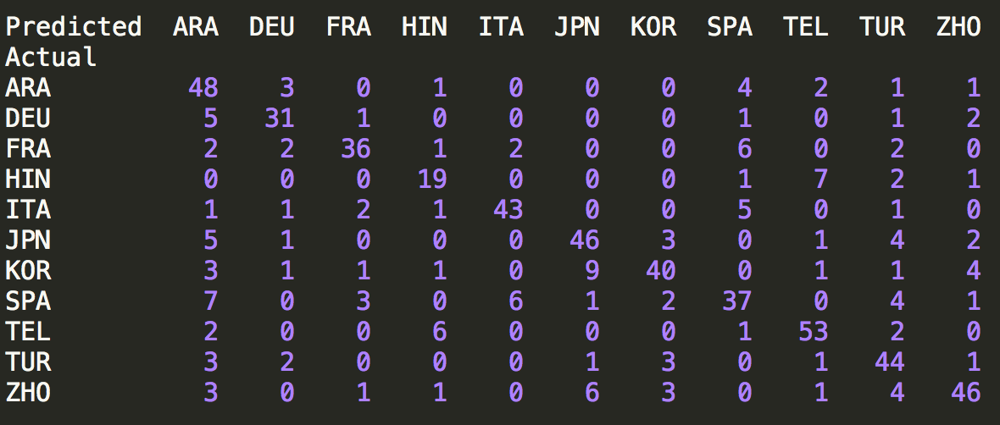 Predicted ARA DEU FRA HIN ITA JPN KOR SPA TEL TUR ZHO
Actual
ARA 48 3 0 1 0 0 0 4 2 1 1
DEU 5 31 1 0 0 0 0 1 0 1 2
FRA 2 2 36 1 2 0 0 6 0 2 0
HIN 0 0 0 19 0 0 0 1 7 2 1
ITA 1 1 2 1 43 0 0 5 0 1 0
JPN 5 1 0 0 0 46 3 0 1 4 2
KOR 3 1 1 1 0 9 40 0 1 1 4
SPA 7 0 3 0 6 1 2 37 0 4 1
TEL 2 0 0 6 0 0 0 1 53 2 0
TUR 3 2 0 0 0 1 3 0 1 44 1
ZHO 3 0 1 1 0 6 3 0 1 4 46